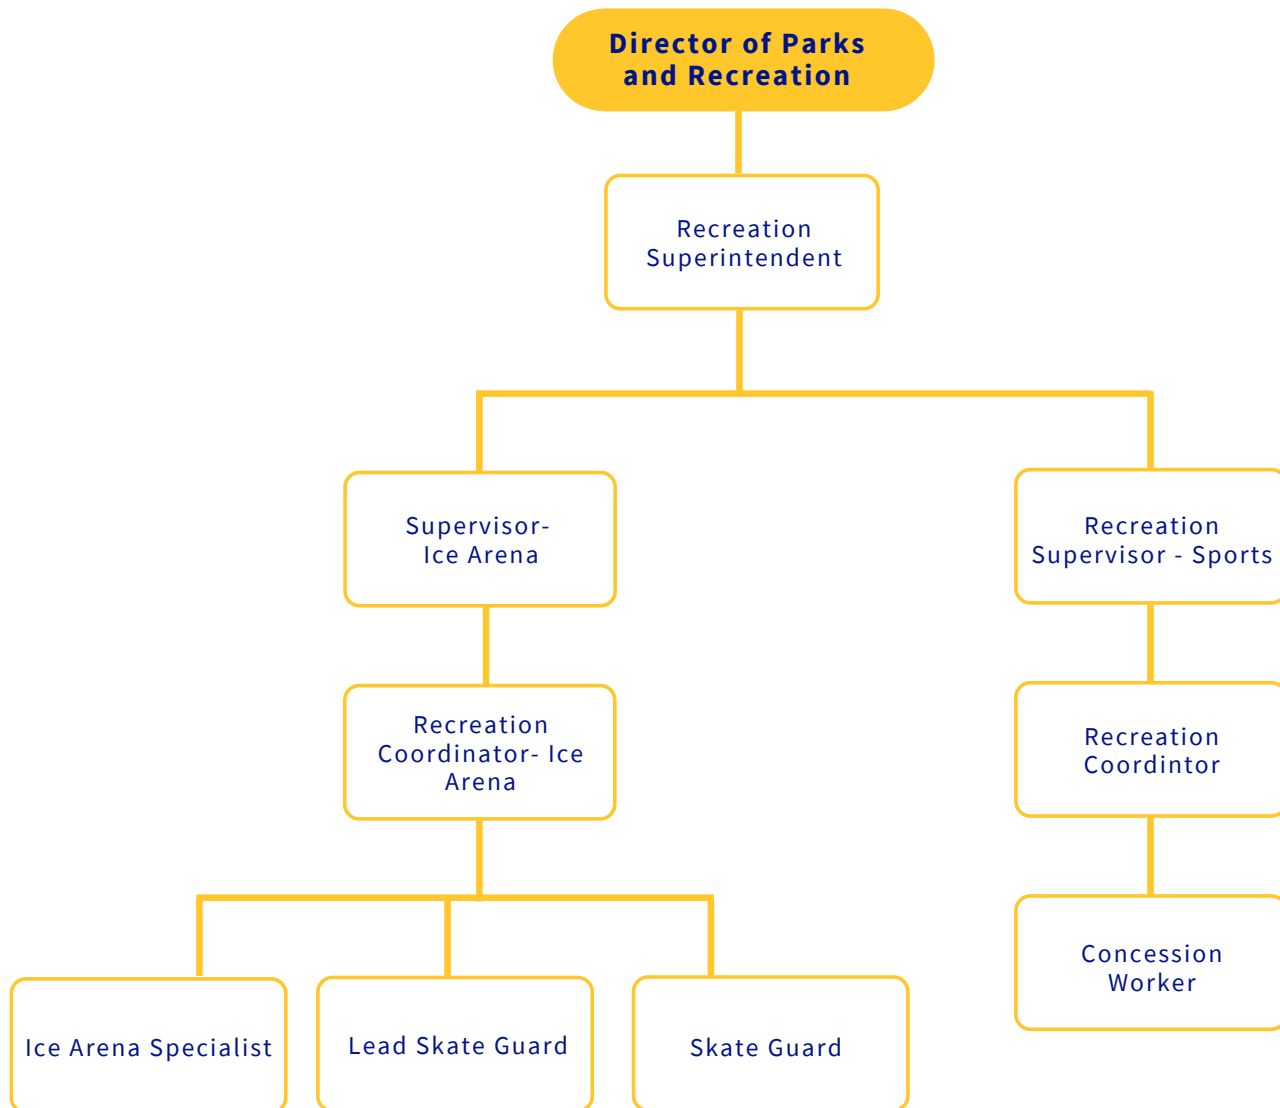 Director of Parks
and Recreation
Recreation
Superintendent
Supervisor-
Ice Arena
Recreation
Supervisor - Sports
Recreation
Coordinator- Ice
Arena
Recreation
Coordintor
Concession
Worker
Ice Arena Specialist
Lead Skate Guard
Skate Guard